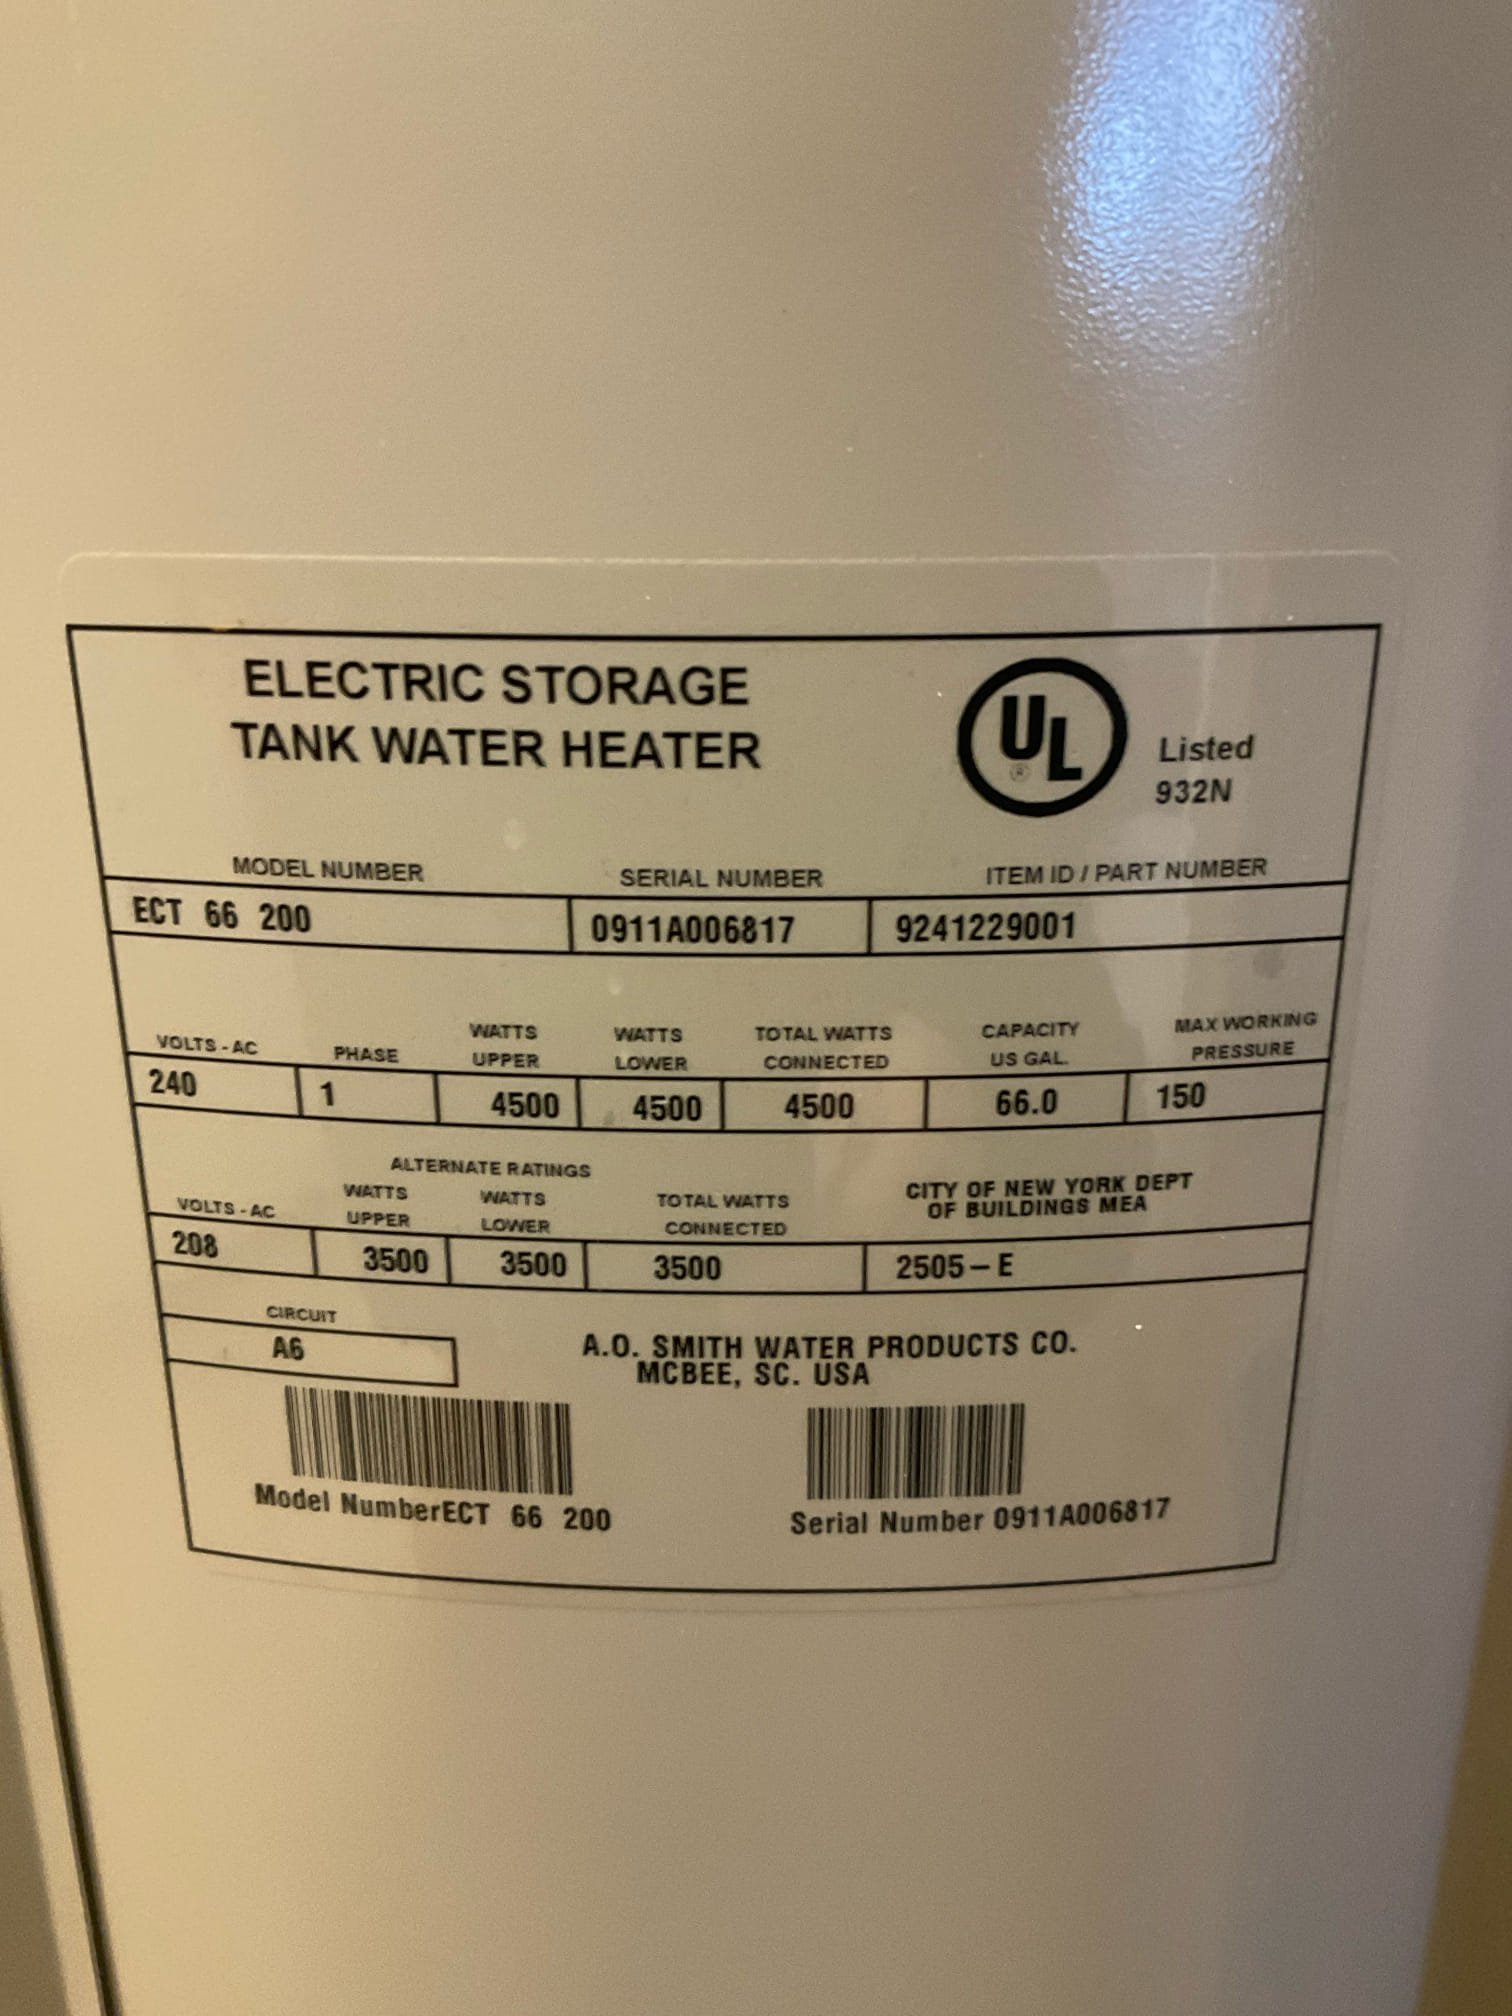 ELECTRIC STORAGE
TANK WATER HEATER
UL
®
Listed
932N
MODEL NUMBER SERIAL NUMBER ITEM ID / PART NUMBER
ECT 66 200 0911A006817 9241229001
VOLTS - AC PHASE WATTS UPPER WATTS LOWER TOTAL WATTS CONNECTED CAPACITY US GAL. MAX WORKING PRESSURE
240 1 4500 4500 4500 66.0 150
ALTERNATE RATINGS
VOLTS - AC WATTS UPPER WATTS LOWER TOTAL WATTS CONNECTED CITY OF NEW YORK DEPT OF BUILDINGS MEA
208 3500 3500 3500 2505-E
CIRCUIT
A6
A.O. SMITH WATER PRODUCTS CO.
MCBEE, SC. USA
Model NumberECT 66 200 Serial Number 0911A006817